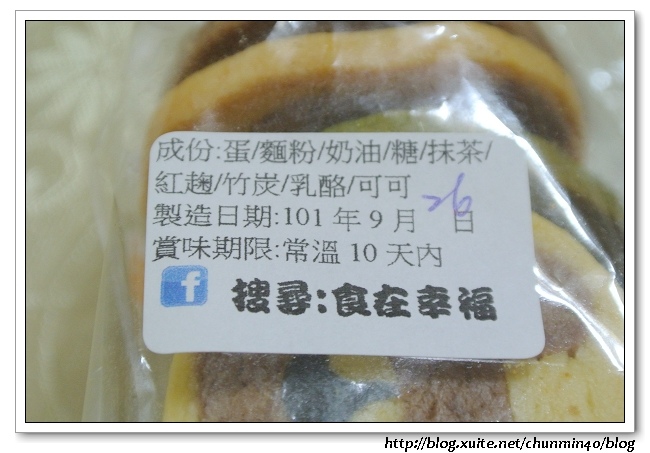 成份:蛋/麵粉/奶油/糖/抹茶/
紅麴/竹炭/乳酪/可可
製造日期:101 年 9 月 26 日
賞味期限:常溫 10 天內
f 搜尋:食在幸福
http://blog.xuite.net/chunmin40/blog